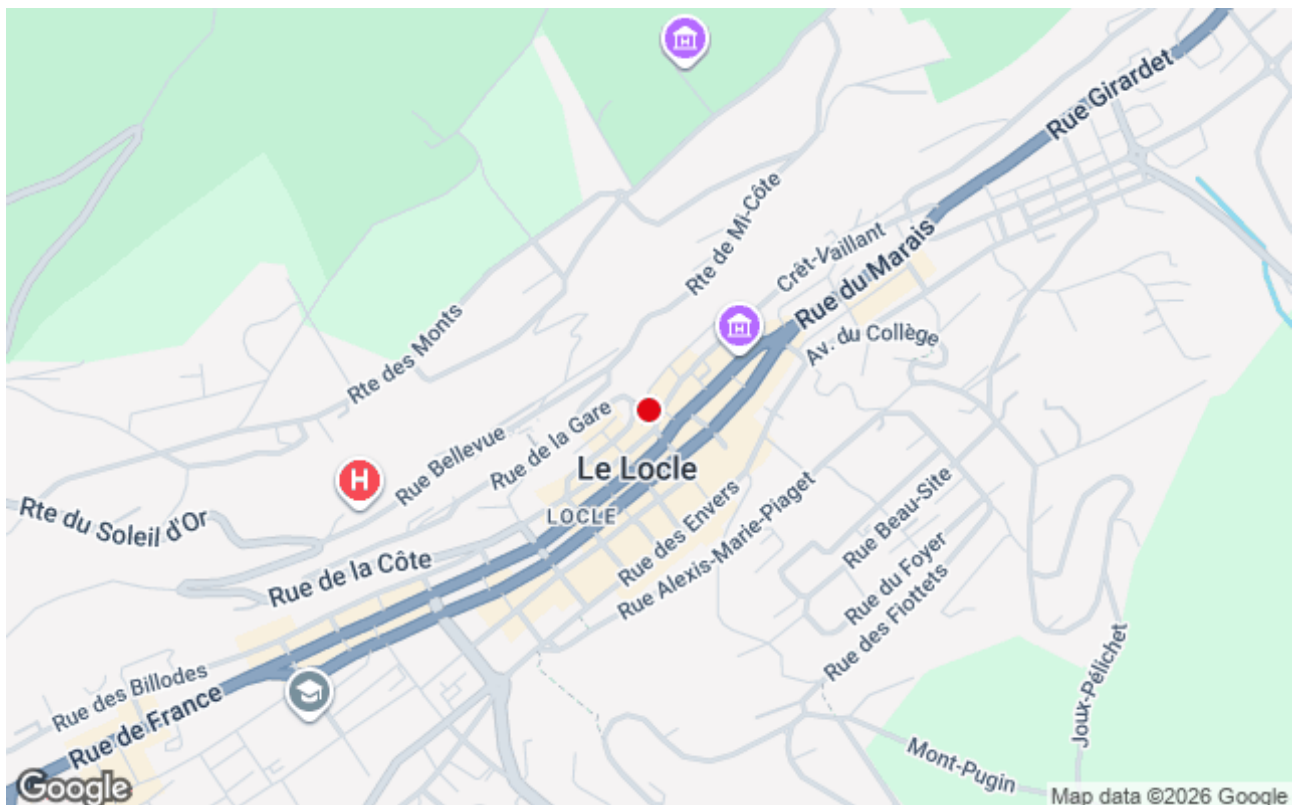 Rue Girardet
Rte de Mi-Côte
Crêt-Vaillant
Rue du Marais
Av. du Collège
Rte des Monts
Rue de la Gare
Rue Bellevue
H
Le Locle
LOCLE
Rte du Soleil d'Or
Rue de la Côte
Rue des Envers
Rue Alexis-Marie-Piaget
Rue Beau-Site
Rue du Foyer
Rue des Fiottets
Rue des Billodes
Rue de France
Joux-Pélichet
Mont-Pugin
Google
Map data ©2026 Google